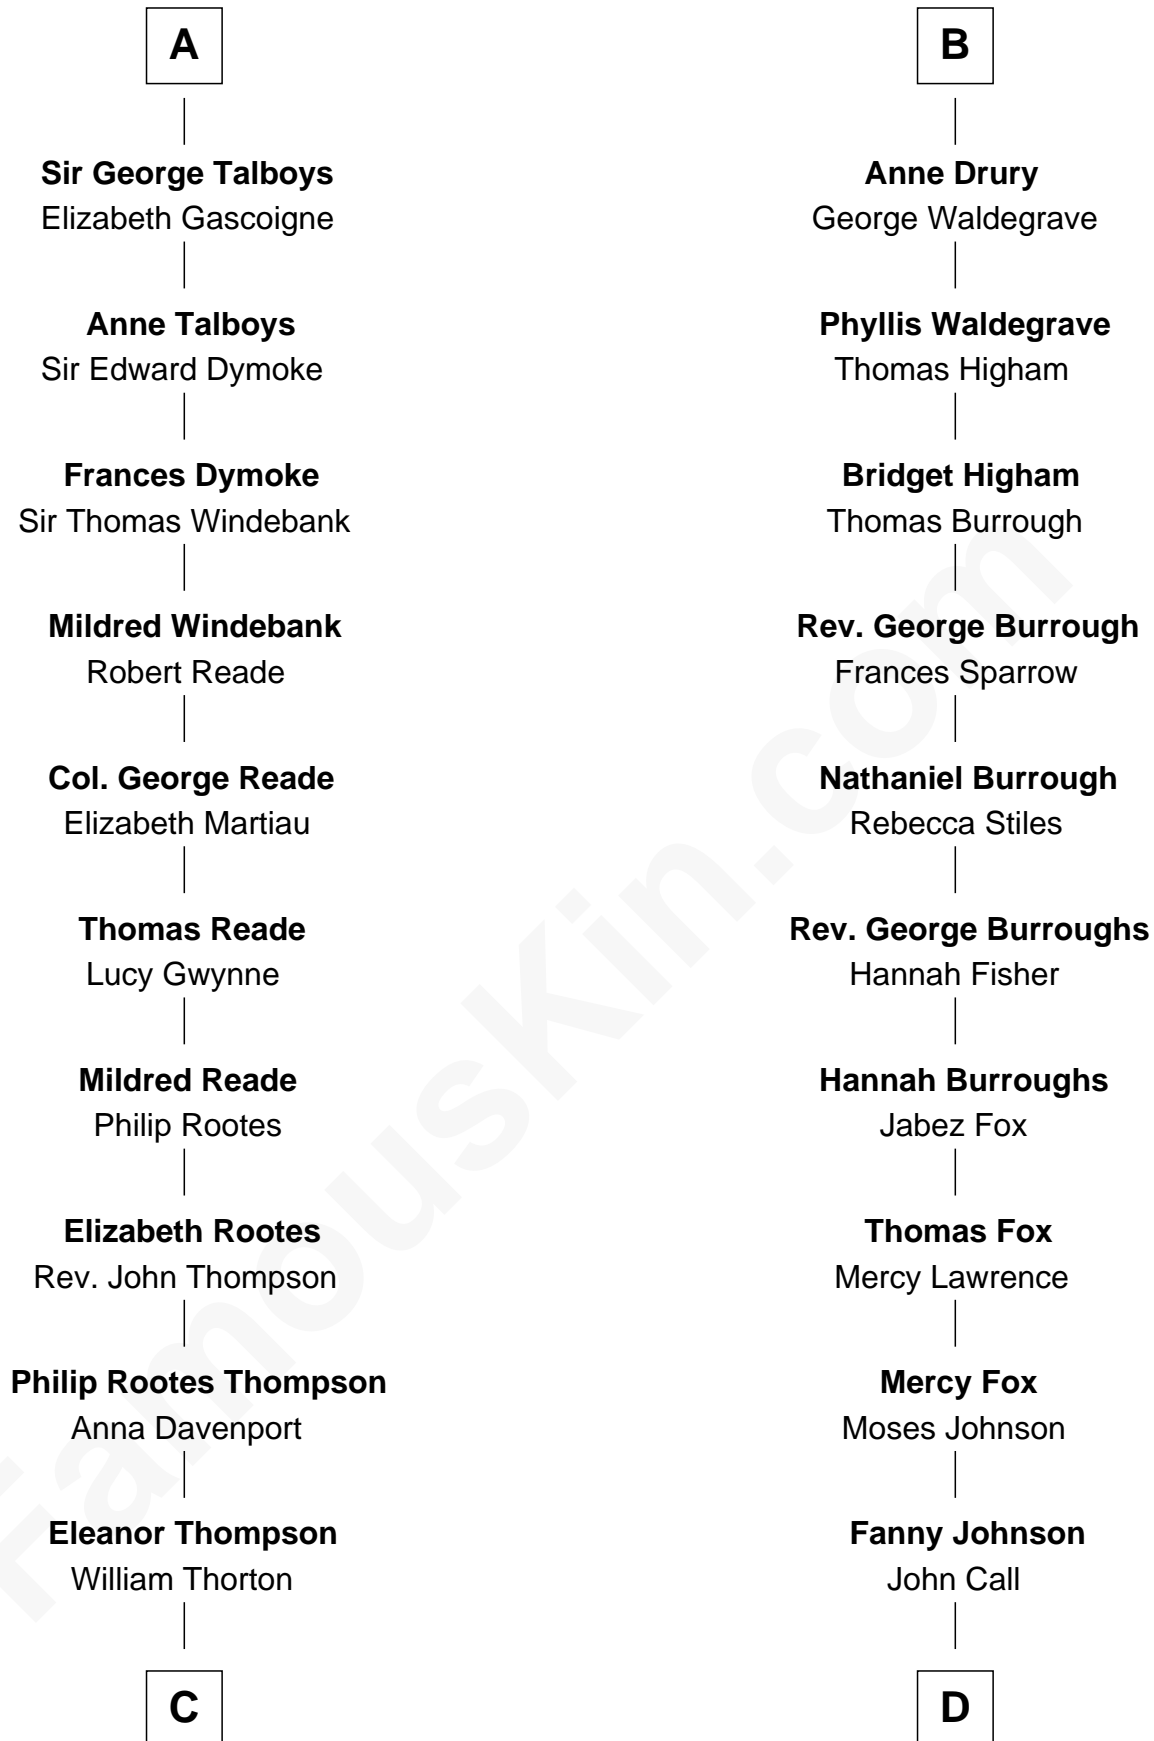 A
Sir George Talboys
Elizabeth Gascoigne
Anne Talboys
Sir Edward Dymoke
Frances Dymoke
Sir Thomas Windebank
Mildred Windebank
Robert Reade
Col. George Reade
Elizabeth Martiau
Thomas Reade
Lucy Gwynne
Mildred Reade
Philip Rootes
Elizabeth Rootes
Rev. John Thompson
Philip Rootes Thompson
Anna Davenport
Eleanor Thompson
William Thorton
C
B
Anne Drury
George Waldegrave
Phyllis Waldegrave
Thomas Higham
Bridget Higham
Thomas Burrough
Rev. George Burrough
Frances Sparrow
Nathaniel Burrough
Rebecca Stiles
Rev. George Burroughs
Hannah Fisher
Hannah Burroughs
Jabez Fox
Thomas Fox
Mercy Lawrence
Mercy Fox
Moses Johnson
Fanny Johnson
John Call
D
FamousKin.com